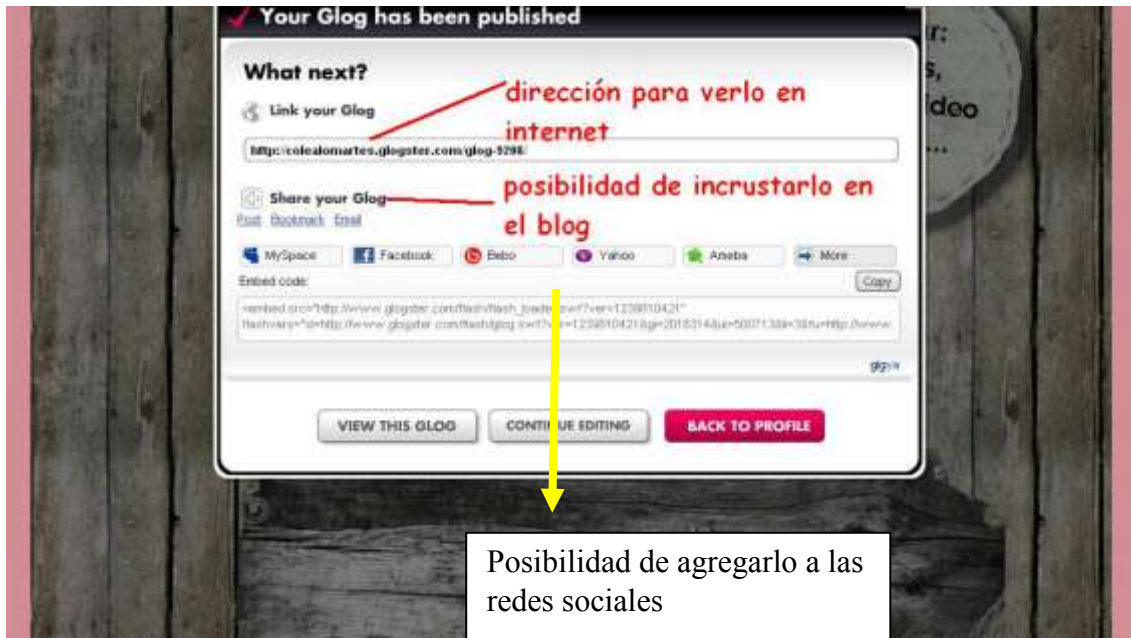 Your Glog has been published
r:
What next?
s,
dirección para verlo en
Link your Glog
ideo
internet
http://colealomartes.glogster.com/glog-9208/
...
posibilidad de incrustarlo en
Share your Glog
el blog
Post Bookmark Email
MySpace Facebook Bebo Yahoo Ameba More
Embed code:
Copy
VIEW THIS GLOG CONTINUE EDITING BACK TO PROFILE
Posibilidad de agregarlo a las
redes sociales